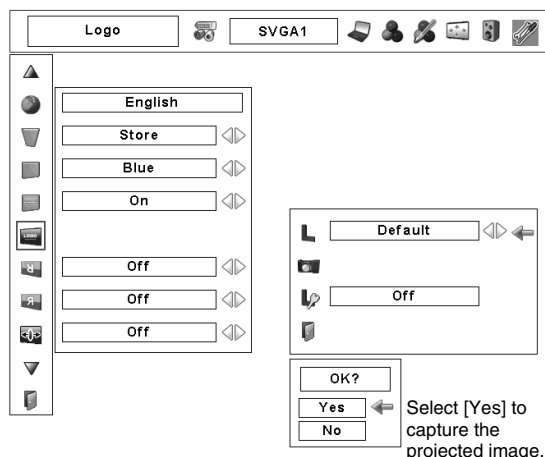 Logo
SVGA1
English
Store
Blue
On
LOGO
Off
Off
Off
Default
Off
OK?
Yes
No
Select [Yes] to
capture the
projected image.